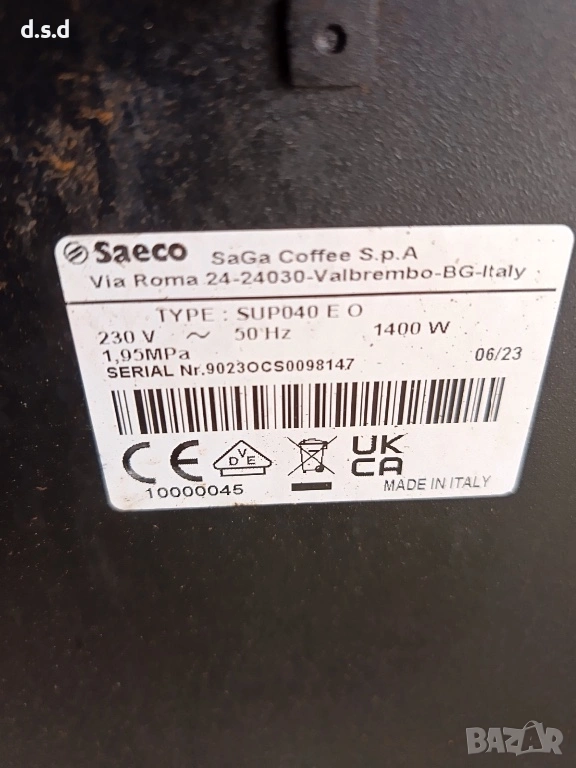 d.s.d
Saeco SaGa Coffee S.p.A
Via Roma 24-24030-Valbrembo-BG-Italy
TYPE : SUP040 E O
230 V ~ 50 Hz 1400 W
1,95MPa 06/23
SERIAL Nr.9023OCS0098147
CE DVE UK CA
10000045 MADE IN ITALY
BAZAR